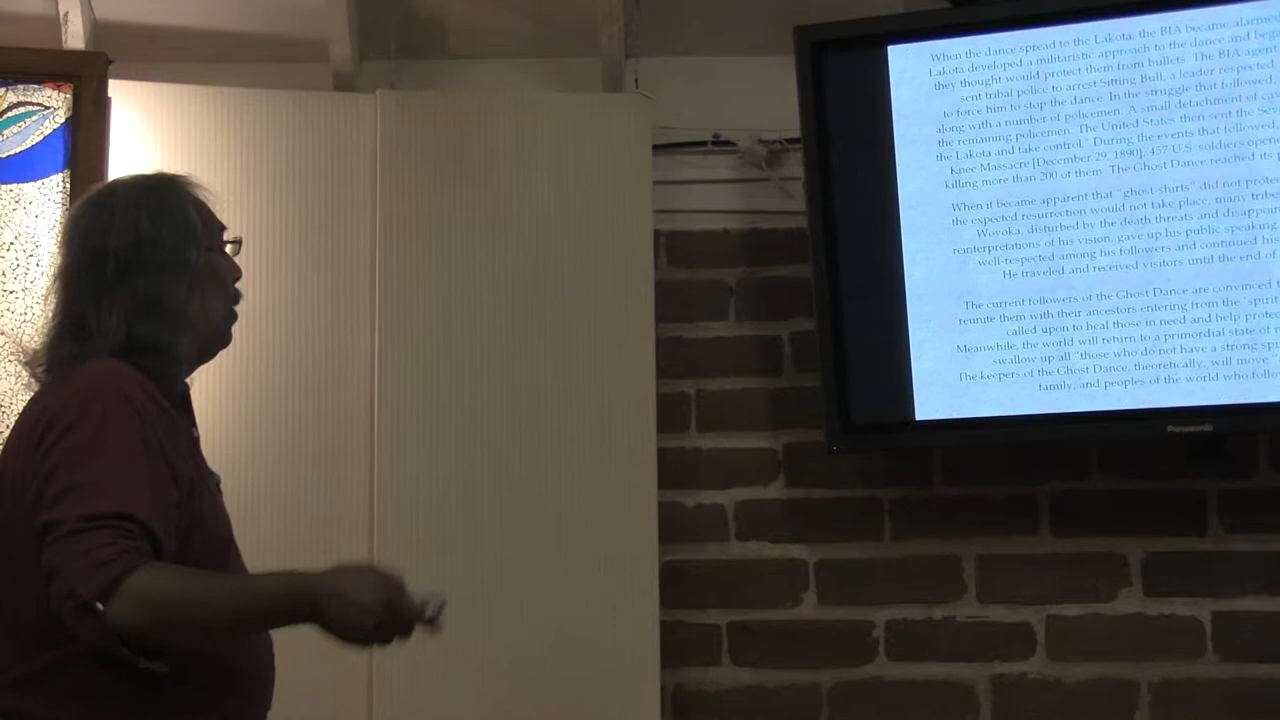 When the dance spread to the Lakota, the BIA became alarmed
Lakota developed a militaristic approach to the dance and bega
they thought would protect them from bullets. The BIA agent
sent tribal police to arrest Sitting Bull, a leader respected
to force him to stop the dance. In the struggle that followed,
along with a number of policemen. A small detachment of cav
the remaining policemen. The United States then sent the Sev
the Lakota and take control." During the events that followed,
Knee Massacre [December 29, 1890], 457 U.S. soldiers opene
killing more than 200 of them. The Ghost Dance reached its p
When it became apparent that "ghost-shirts" did not protec
the expected resurrection would not take place, many tribe
Wovoka, disturbed by the death threats and disappoin
reinterpretations of his vision, gave up his public speaking
well-respected among his followers and continued his
He traveled and received visitors until the end of
The current followers of the Ghost Dance are convinced t
reunite them with their ancestors entering from the 'spirit
called upon to heal those in need and help protec
Meanwhile, the world will return to a primordial state of
swallow up all "those who do not have a strong spi
The keepers of the Ghost Dance, theoretically, will move
family, and peoples of the world who follo
Panasonic